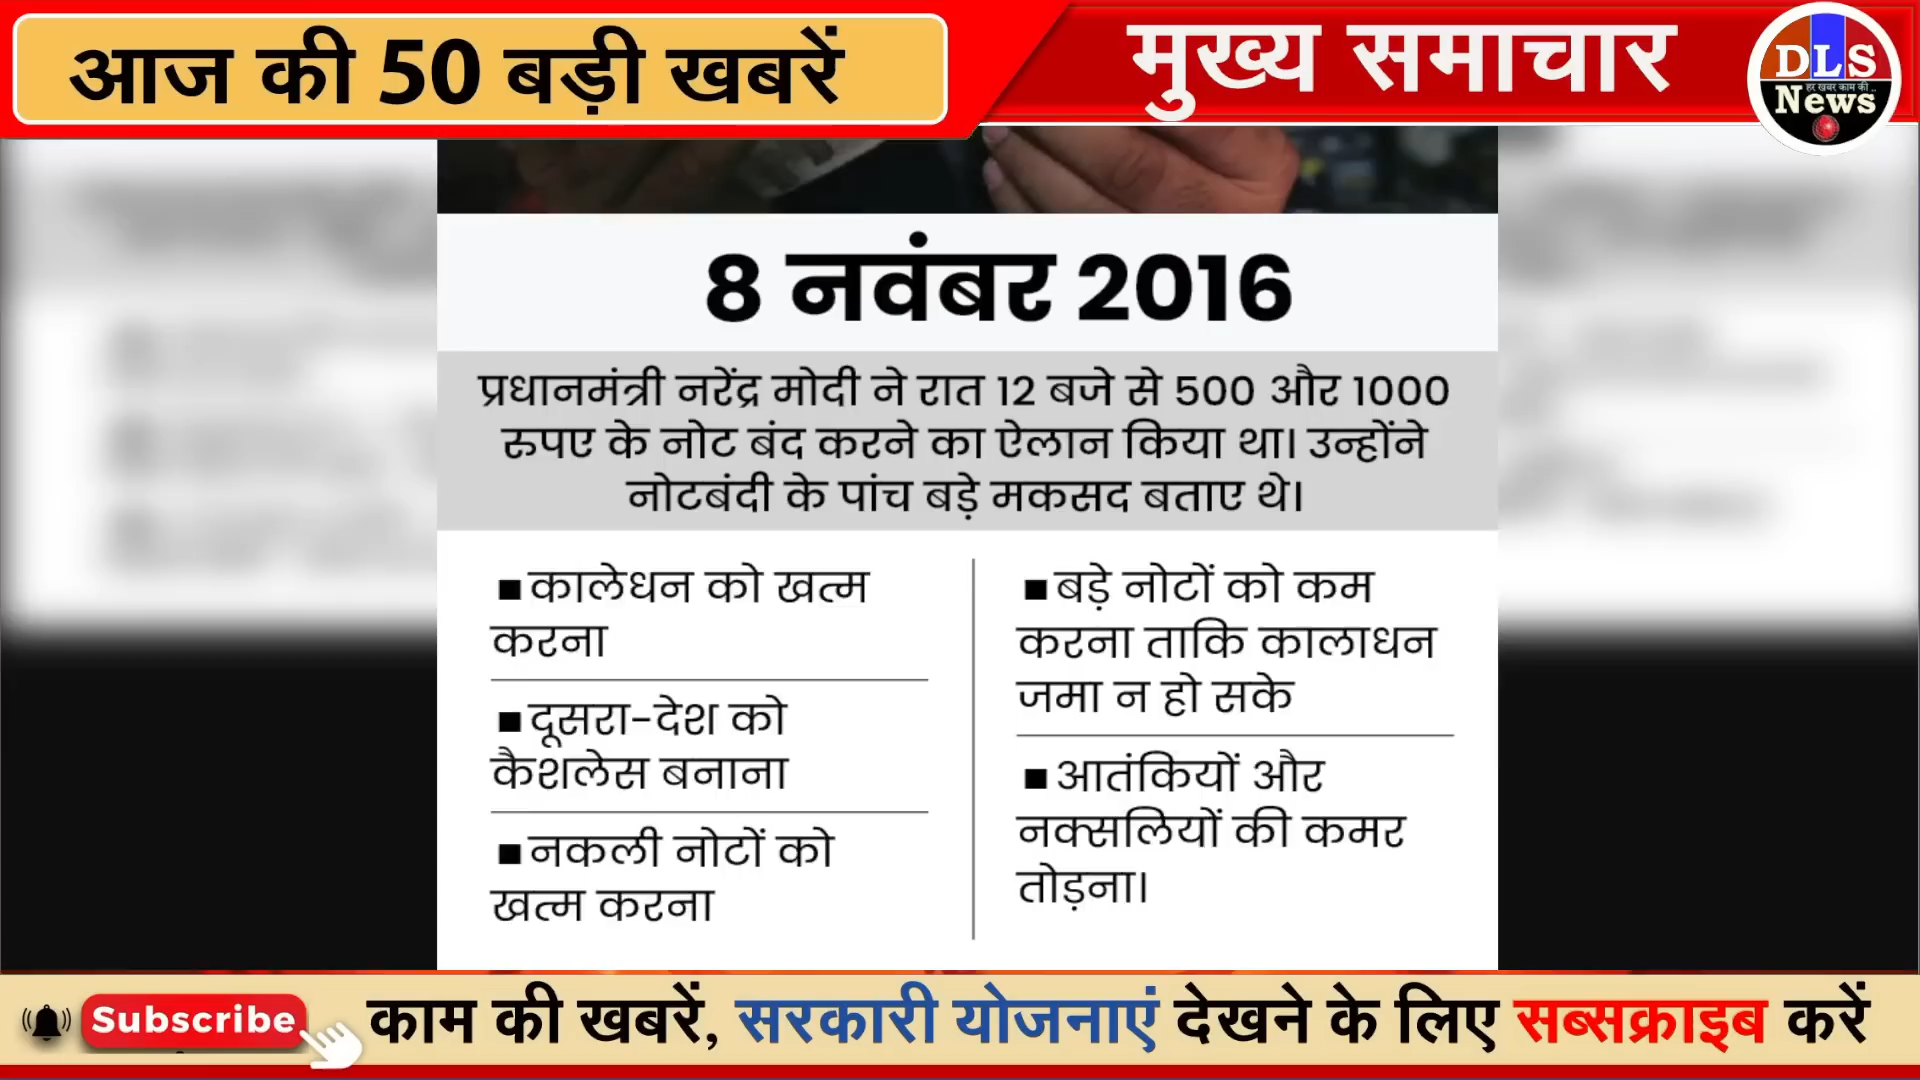 आज की 50 बड़ी खबरें
मुख्य समाचार
DLS
हर खबर काम की..
News
8 नवंबर 2016
प्रधानमंत्री नरेंद्र मोदी ने रात 12 बजे से 500 और 1000
रुपए के नोट बंद करने का ऐलान किया था। उन्होंने
नोटबंदी के पांच बड़े मकसद बताए थे।
■कालेधन को खत्म
करना
■दूसरा-देश को
कैशलेस बनाना
■नकली नोटों को
खत्म करना
■बड़े नोटों को कम
करना ताकि कालाधन
जमा न हो सके
■आतंकियों और
नक्सलियों की कमर
तोड़ना।
Subscribe
काम की खबरें, सरकारी योजनाएं देखने के लिए सब्सक्राइब करें